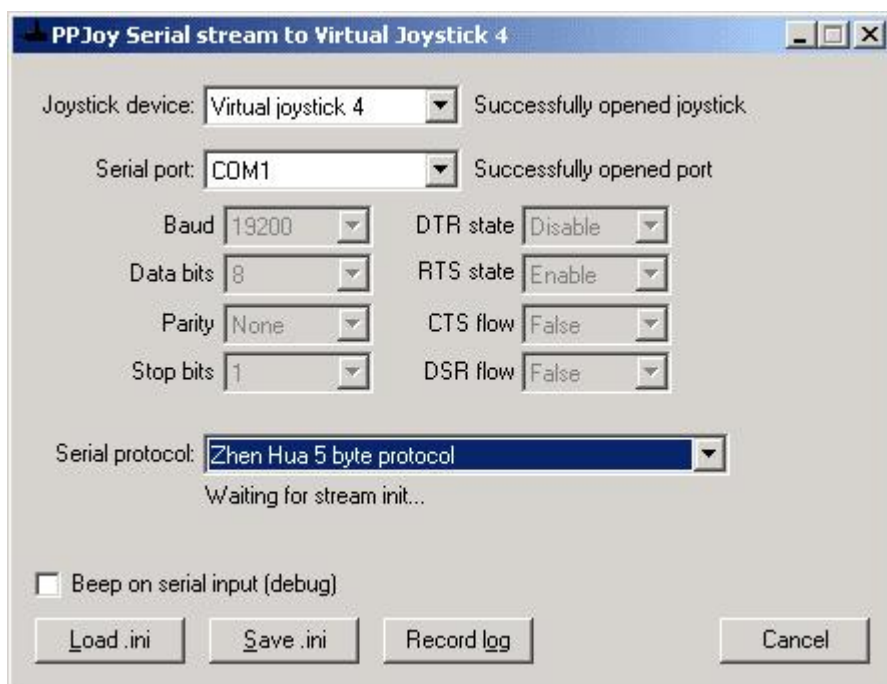 PPJoy Serial stream to Virtual Joystick 4
Joystick device: Virtual joystick 4 Successfully opened joystick
Serial port: COM1 Successfully opened port
Baud 19200 DTR state Disable
Data bits 8 RTS state Enable
Parity None CTS flow False
Stop bits 1 DSR flow False
Serial protocol: Zhen Hua 5 byte protocol
Waiting for stream init...
Beep on serial input (debug)
Load .ini Save .ini Record log Cancel